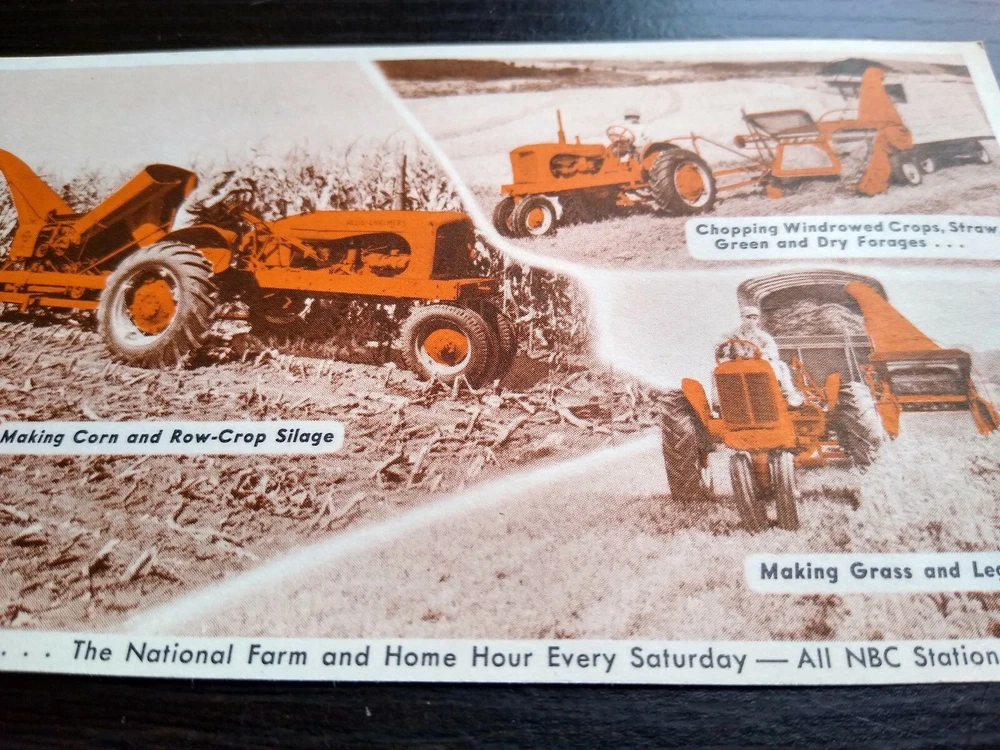 Chopping Windrowed Crops, Straw
Green and Dry Forages . . .
Making Corn and Row-Crop Silage
Making Grass and Leg
. . . The National Farm and Home Hour Every Saturday — All NBC Station